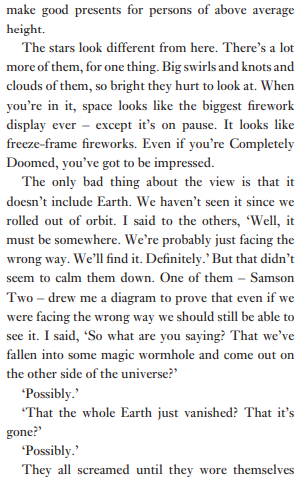 make good presents for persons of above average
height.
The stars look different from here. There's a lot
more of them, for one thing. Big swirls and knots and
clouds of them, so bright they hurt to look at. When
you're in it, space looks like the biggest firework
display ever – except it's on pause. It looks like
freeze-frame fireworks. Even if you're Completely
Doomed, you've got to be impressed.
The only bad thing about the view is that it
doesn't include Earth. We haven't seen it since we
rolled out of orbit. I said to the others, 'Well, it
must be somewhere. We're probably just facing the
wrong way. We'll find it. Definitely.' But that didn't
seem to calm them down. One of them – Samson
Two – drew me a diagram to prove that even if we
were facing the wrong way we should still be able to
see it. I said, 'So what are you saying? That we've
fallen into some magic wormhole and come out on
the other side of the universe?'
'Possibly.'
'That the whole Earth just vanished? That it's
gone?'
'Possibly.'
They all screamed until they wore themselves